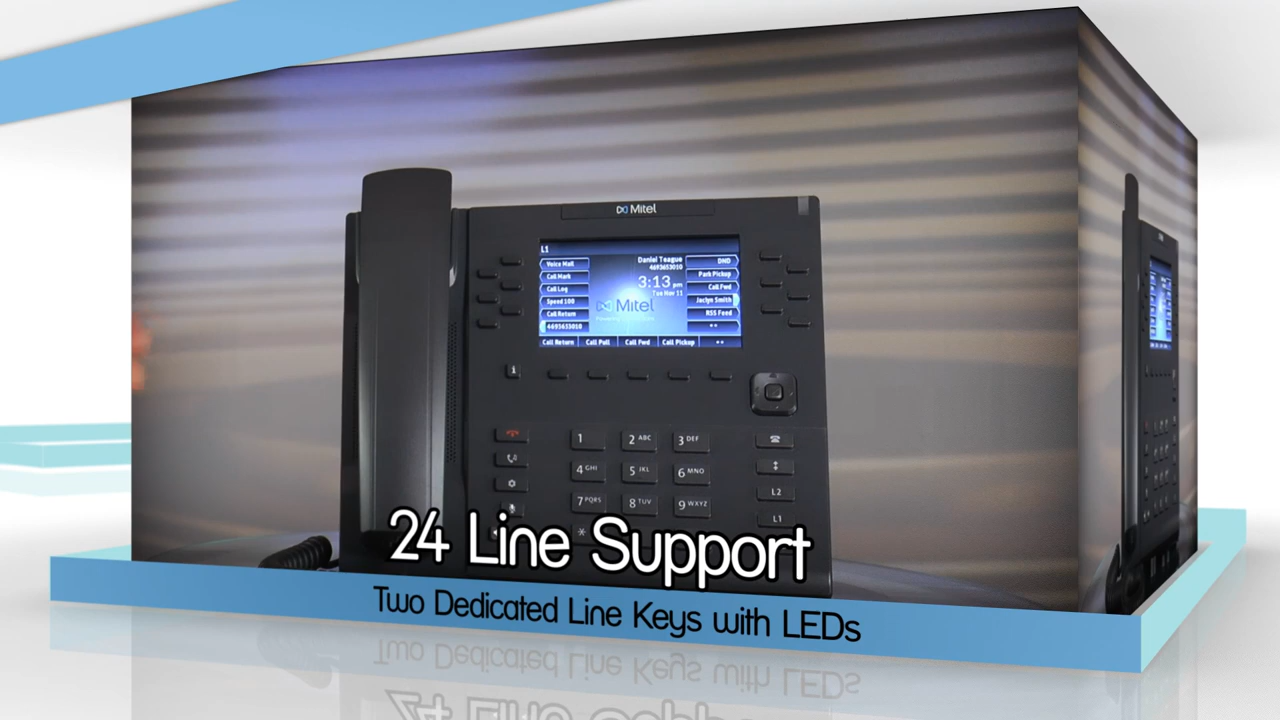 Mitel
L1
Voice Mail
Call Mark
Call Log
Speed 100
Call Return
4693653010
Daniel Teague
4693653010
3:13 pm
Tue Nov 11
Mitel
DND
Park Pickup
Call Fwd
Jaclyn Smith
RSS Feed
Call Return
Call Pull
Call Fwd
Call Pickup
i
1
2 ABC
3 DEF
4 GHI
5 JKL
6 MNO
L2
7 PQRS
8 TUV
9 WXYZ
L1
*
24 Line Support
Two Dedicated Line Keys with LEDs